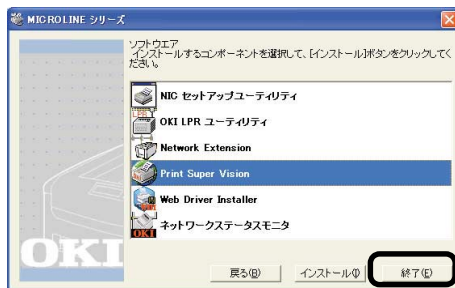 MICROLINE シリーズ
ソフトウエア
インストールするコンポーネントを選択して、[インストール]ボタンをクリックしてく
ださい。
NIC セットアップユーティリティ
LPR
OKI LPR ユーティリティ
Network Extension
Print Super Vision
Web Driver Installer
OKI
ネットワークステータスモニタ
OKI
戻る(B)
インストール(I)
終了(E)